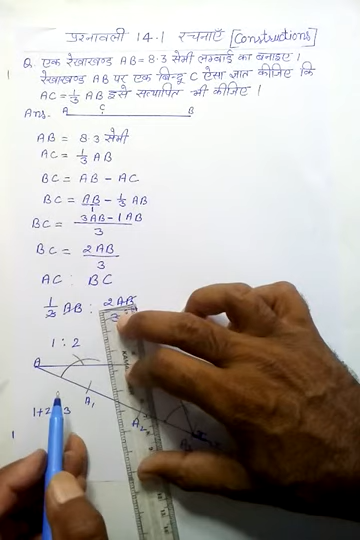 प्रश्नावली 14.1 रचनाएँ [Constructions]
Q. एक रेखाखण्ड AB = 8.3 सेमी लम्बाई का बनाइए।
1 रेखाखण्ड AB पर एक बिन्दु C ऐसा ज्ञात कीजिए कि
AC = 1/3 AB इसे सत्यापित भी कीजिए।
Ans. A C B
AB = 8.3 सेमी
AC = 1/3 AB
BC = AB - AC
BC = AB/1 - 1/3 AB
BC = 3AB - 1AB / 3
BC = 2AB / 3
AC : BC
1/3 AB : 2AB / 3
1 : 2
A
A₁
1+2 3
A₂
1